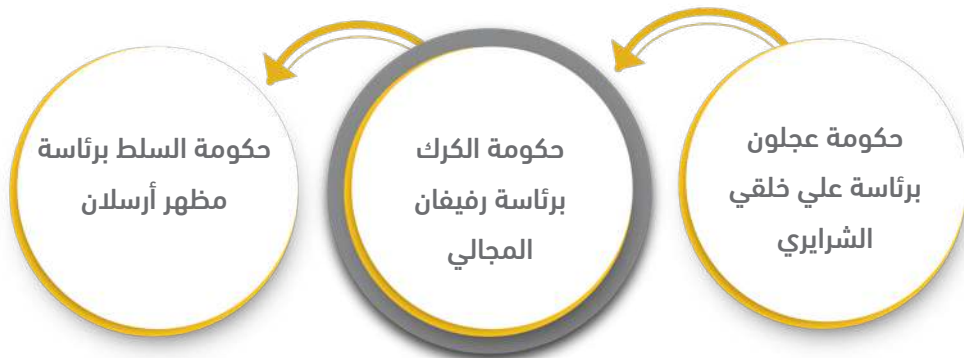 حكومة عجلون
برئاسة علي خلقي
الشرايري
حكومة الكرك
برئاسة رفيفان
المجالي
حكومة السلط برئاسة
مظهر أرسلان